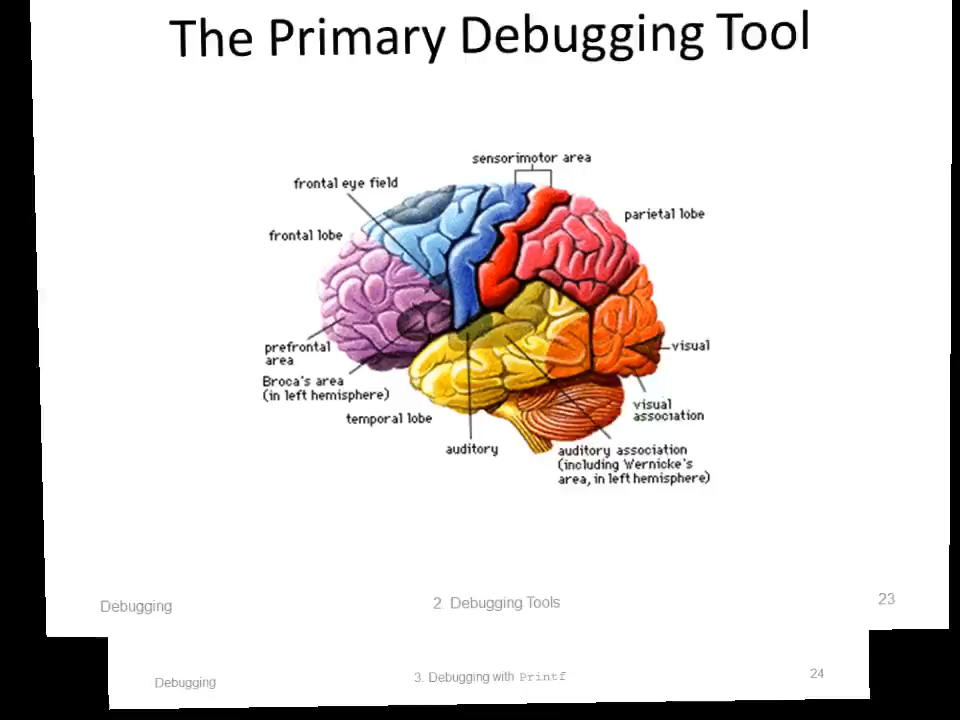 The Primary Debugging Tool
sensorimotor area
frontal eye field
parietal lobe
frontal lobe
prefrontal
area
visual
Broca's area
(in left hemisphere)
visual
association
temporal lobe
auditory
auditory association
(including Wernicke's
area, in left hemisphere)
Debugging
2. Debugging Tools
23
Debugging
3. Debugging with Printf
24